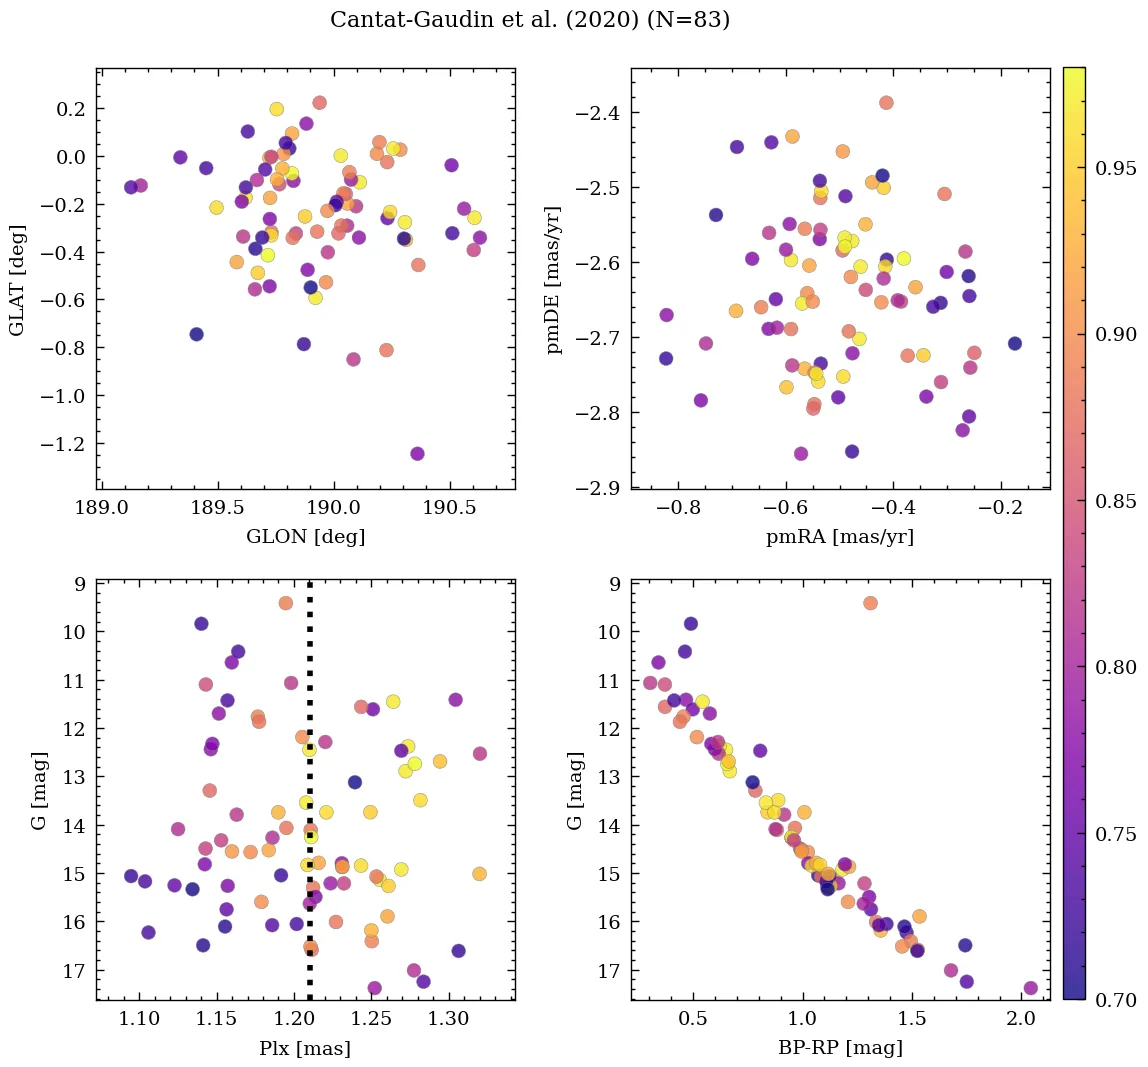 Cantat-Gaudin et al. (2020) (N=83)
0.2
0.0
−0.2
−0.4
−0.6
−0.8
−1.0
−1.2
GLAT [deg]
189.0 189.5 190.0 190.5
GLON [deg]
−2.4
−2.5
−2.6
−2.7
−2.8
−2.9
pmDE [mas/yr]
−0.8 −0.6 −0.4 −0.2
pmRA [mas/yr]
9
10
11
12
13
14
15
16
17
G [mag]
1.10 1.15 1.20 1.25 1.30
Plx [mas]
9
10
11
12
13
14
15
16
17
G [mag]
0.5 1.0 1.5 2.0
BP-RP [mag]
0.95
0.90
0.85
0.80
0.75
0.70